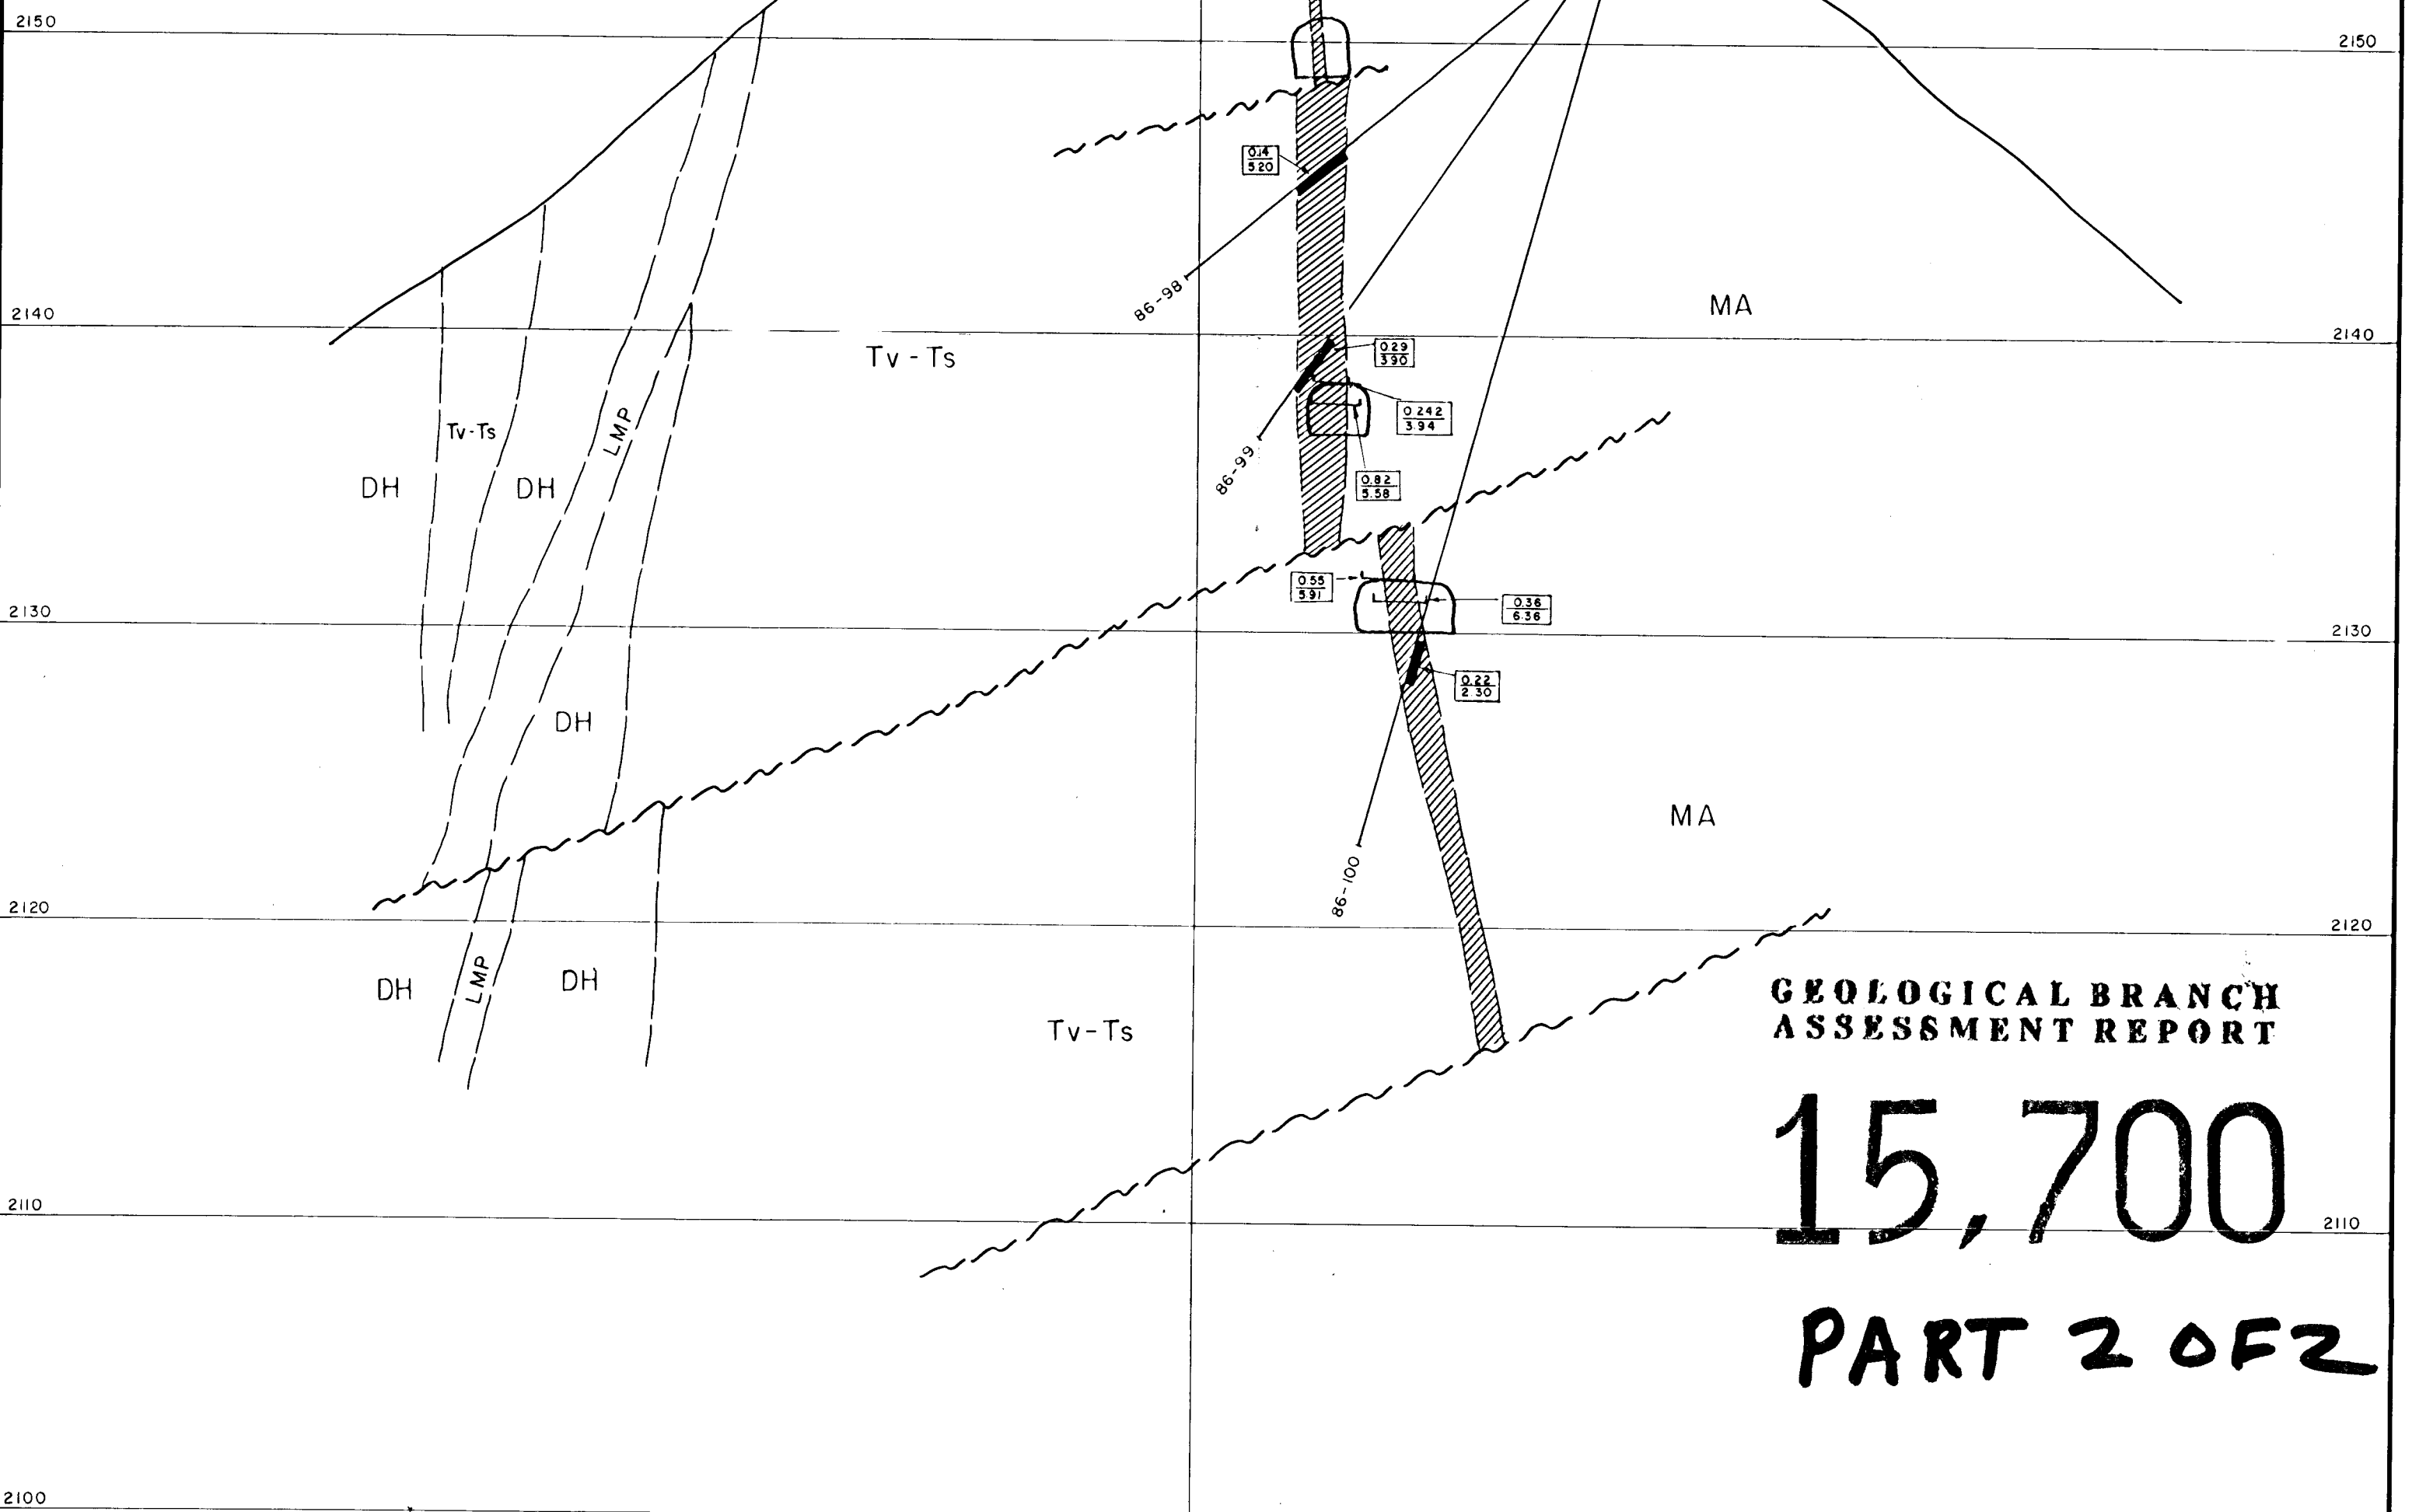 2150
2150
0.14
5.20
86-98
MA
2140
2140
Tv - Ts
0.29
3.90
0.242
3.94
LMP
Tv-Ts
86-99
DH
DH
0.82
5.58
0.55
5.91
0.36
6.36
2130
2130
0.22
2.30
DH
MA
86-100
2120
2120
LMP
DH
DH
GEOLOGICAL BRANCH
ASSESSMENT REPORT
Tv-Ts
15,700
2110
2110
PART 2 OF 2
2100